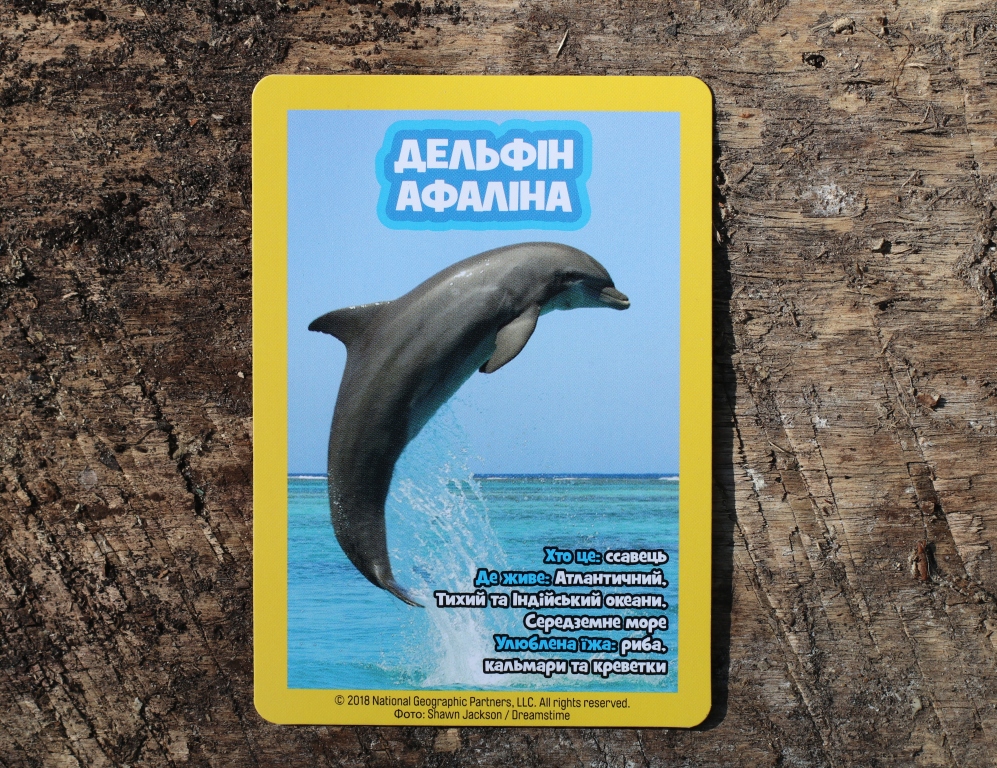 ДЕЛЬФІН
АФАЛІНА
Хто це: ссавець
Де живе: Атлантичний,
Тихий та Індійський океани,
Середземне море
Улюблена їжа: риба,
кальмари та креветки
© 2018 National Geographic Partners, LLC. All rights reserved.
Фото: Shawn Jackson / Dreamstime